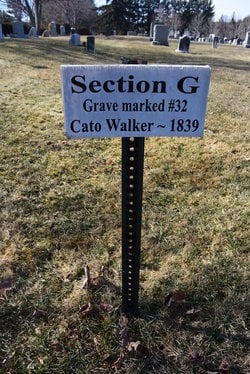 Section G
Grave marked #32
Cato Walker ~ 1839